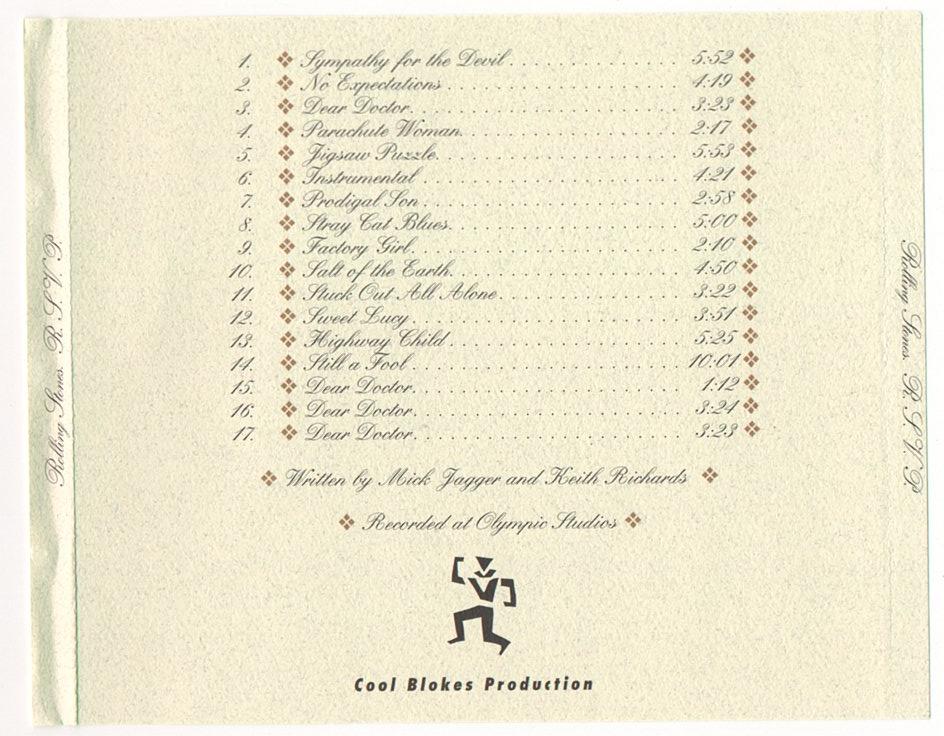 1. Sympathy for the Devil . . . . . . . . . . . . . . . . 5:52
2. No Expectations . . . . . . . . . . . . . . . . . . . . . . 4:19
3. Dear Doctor. . . . . . . . . . . . . . . . . . . . . . . . . 3:23
4. Parachute Woman. . . . . . . . . . . . . . . . . . . . 2:17
5. Jigsaw Puzzle. . . . . . . . . . . . . . . . . . . . . . . 5:53
6. Instrumental . . . . . . . . . . . . . . . . . . . . . . . . 4:21
7. Prodigal Son . . . . . . . . . . . . . . . . . . . . . . . . 2:58
8. Stray Cat Blues. . . . . . . . . . . . . . . . . . . . . . 5:00
9. Factory Girl. . . . . . . . . . . . . . . . . . . . . . . . . 2:10
10. Salt of the Earth. . . . . . . . . . . . . . . . . . . . . 4:50
11. Stuck Out All Alone . . . . . . . . . . . . . . . . . . 3:22
12. Sweet Lucy . . . . . . . . . . . . . . . . . . . . . . . . . 3:51
13. Highway Child . . . . . . . . . . . . . . . . . . . . . . 5:25
14. Still a Fool . . . . . . . . . . . . . . . . . . . . . . . . . 10:01
15. Dear Doctor. . . . . . . . . . . . . . . . . . . . . . . . . 1:12
16. Dear Doctor. . . . . . . . . . . . . . . . . . . . . . . . . 3:24
17. Dear Doctor. . . . . . . . . . . . . . . . . . . . . . . . . 3:23
Written by Mick Jagger and Keith Richards
Recorded at Olympic Studios
Cool Blokes Production
Rolling Stones. R. S. V. P.
Rolling Stones. R. S. V. P.